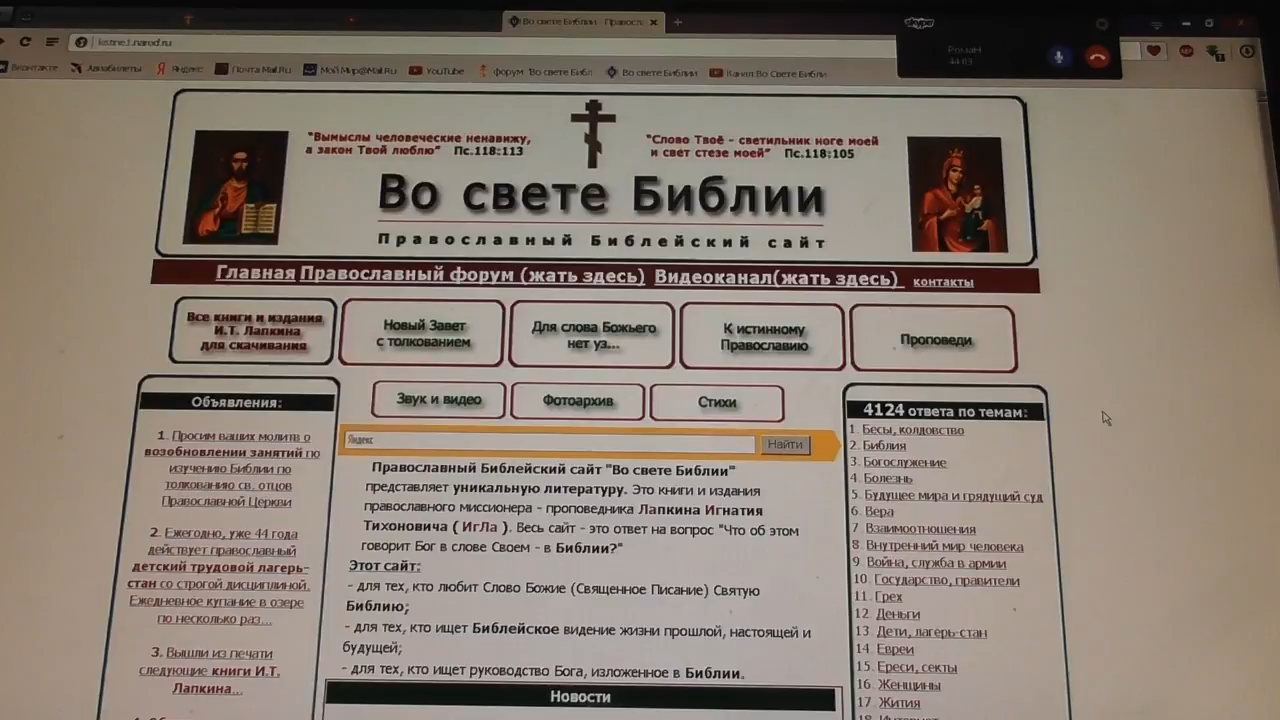 Во свете Библии - Правосл
skype
Роман
istine1.narod.ru
Вконтакте
Авиабилеты
Яндекс
Почта Mail.Ru
Мой Мир@Mail.Ru
YouTube
форум "Во свете Библ
Во свете Библии
Канал Во Свете Библи
"Вымыслы человеческие ненавижу,
а закон Твой люблю" Пс.118:113
"Слово Твоё - светильник ноге моей
и свет стезе моей" Пс.118:105
Во свете Библии
Православный Библейский сайт
Главная Православный форум (жать здесь) Видеоканал(жать здесь) контакты
Все книги и издания
И.Т. Лапкина
для скачивания
Новый Завет
с толкованием
Для слова Божьего
нет уз...
К истинному
Православию
Проповеди
Звук и видео
Фотоархив
Стихи
Объявления:
1. Просим ваших молитв о
возобновлении занятий по
изучению Библии по
толкованию св. отцов
Православной Церкви
2. Ежегодно, уже 44 года
действует православный
детский трудовой лагерь-
стан со строгой дисциплиной.
Ежедневное купание в озере
по несколько раз...
3. Вышли из печати
следующие книги И.Т.
Лапкина...
Яндекс
Найти
Православный Библейский сайт "Во свете Библии"
представляет уникальную литературу. Это книги и издания
православного миссионера - проповедника Лапкина Игнатия
Тихоновича ( ИгЛа ). Весь сайт - это ответ на вопрос "Что об этом
говорит Бог в слове Своем - в Библии?"
Этот сайт:
- для тех, кто любит Слово Божие (Священное Писание) Святую
Библию;
- для тех, кто ищет Библейское видение жизни прошлой, настоящей и
будущей;
- для тех, кто ищет руководство Бога, изложенное в Библии.
Новости
4124 ответа по темам:
1. Бесы, колдовство
2. Библия
3. Богослужение
4. Болезнь
5. Будущее мира и грядущий суд
6. Вера
7. Взаимоотношения
8. Внутренний мир человека
9. Война, служба в армии
10. Государство, правители
11. Грех
12. Деньги
13. Дети, лагерь-стан
14. Евреи
15. Ереси, секты
16. Женщины
17. Жития
18. Интернет